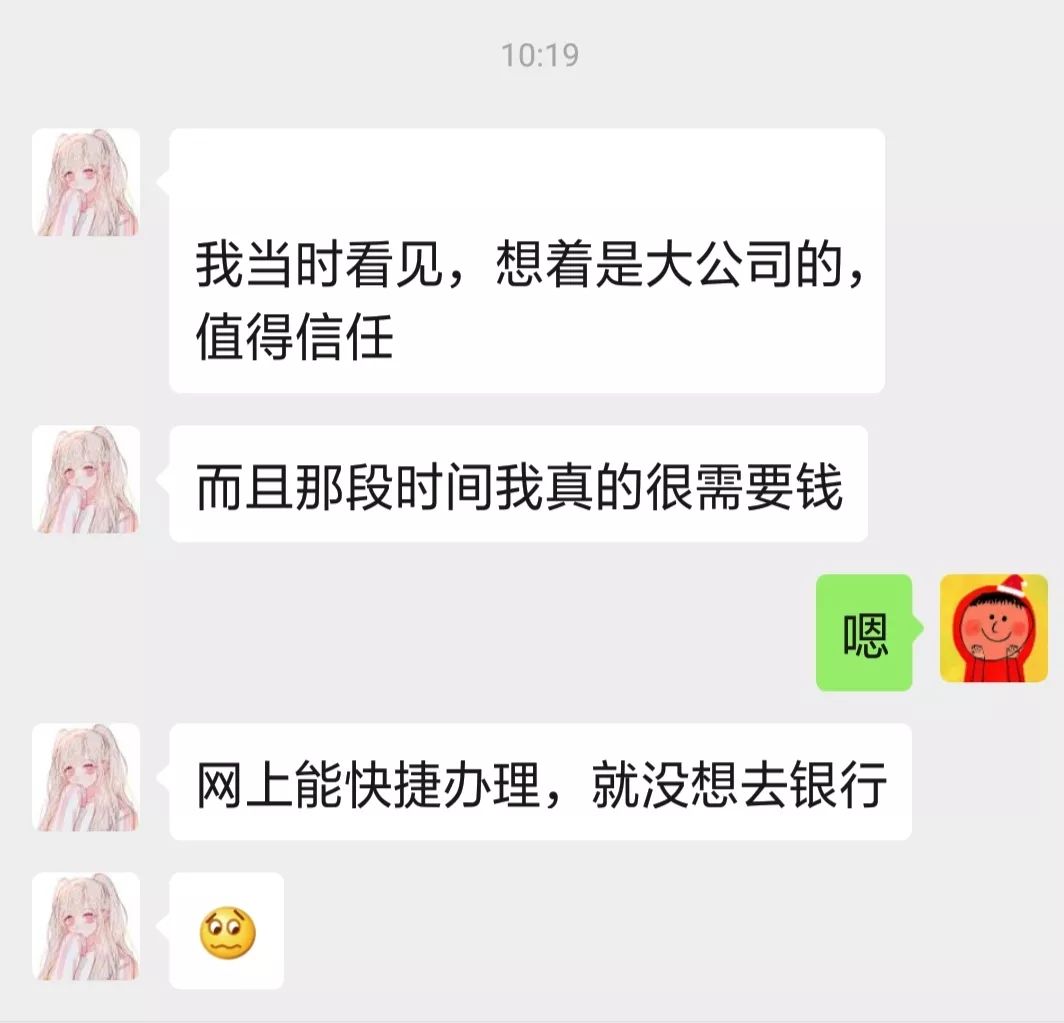 10:19
我当时看见，想着是大公司的，
值得信任
而且那段时间我真的很需要钱
嗯
网上能快捷办理，就没想去银行